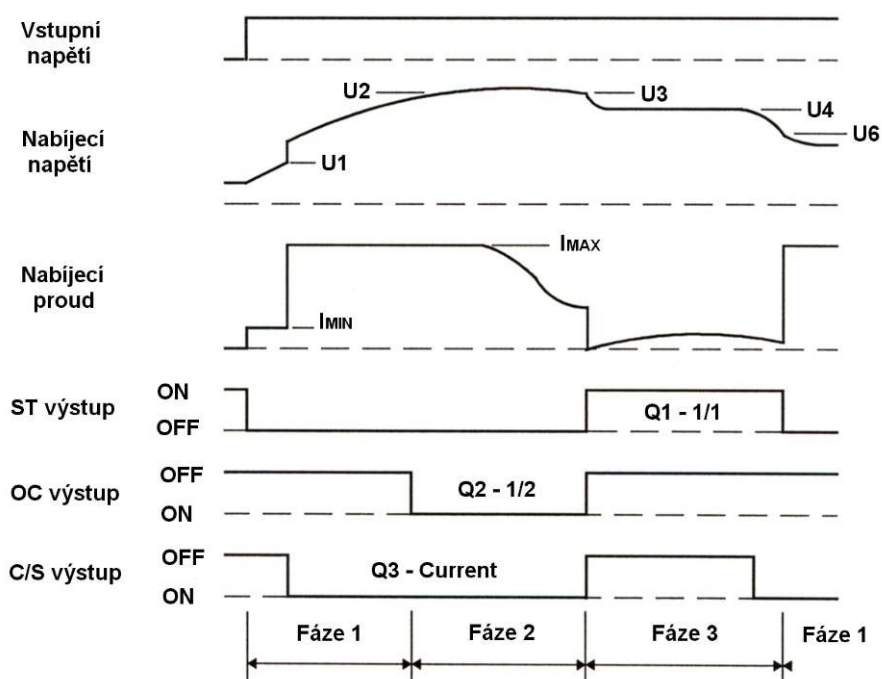 Vstupní
napětí
U2
U3
U4
U6
Nabíjecí
napětí
U1
Nabíjecí
proud
IMAX
IMIN
ST výstup
ON
OFF
Q1 - 1/1
OC výstup
OFF
ON
Q2 - 1/2
C/S výstup
OFF
ON
Q3 - Current
Fáze 1
Fáze 2
Fáze 3
Fáze 1